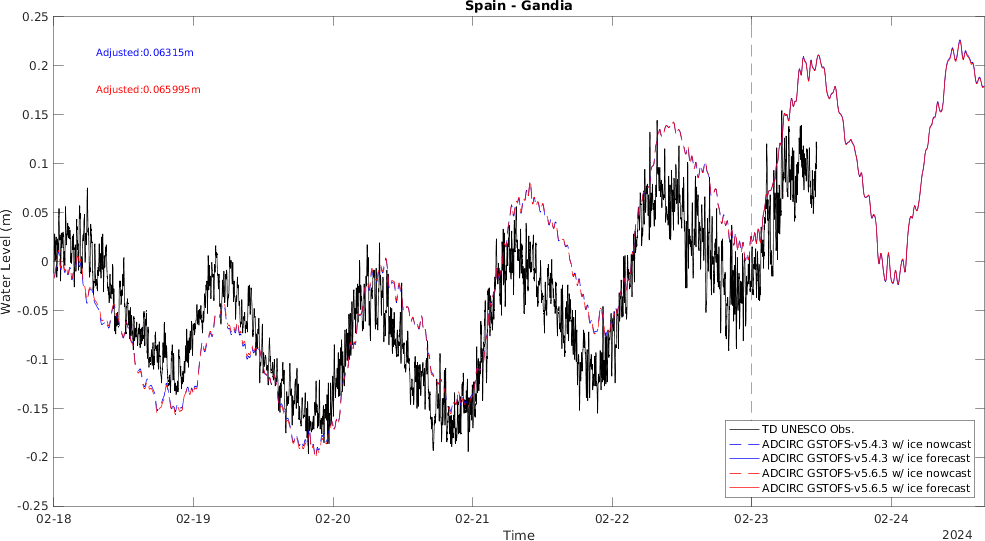 Spain - Gandia
0.25
0.2
0.15
0.1
0.05
0
-0.05
-0.1
-0.15
-0.2
-0.25
Water Level (m)
Adjusted:0.06315m
Adjusted:0.065995m
TD UNESCO Obs.
ADCIRC GSTOFS-v5.4.3 w/ ice nowcast
ADCIRC GSTOFS-v5.4.3 w/ ice forecast
ADCIRC GSTOFS-v5.6.5 w/ ice nowcast
ADCIRC GSTOFS-v5.6.5 w/ ice forecast
02-18 02-19 02-20 02-21 02-22 02-23 02-24
Time
2024